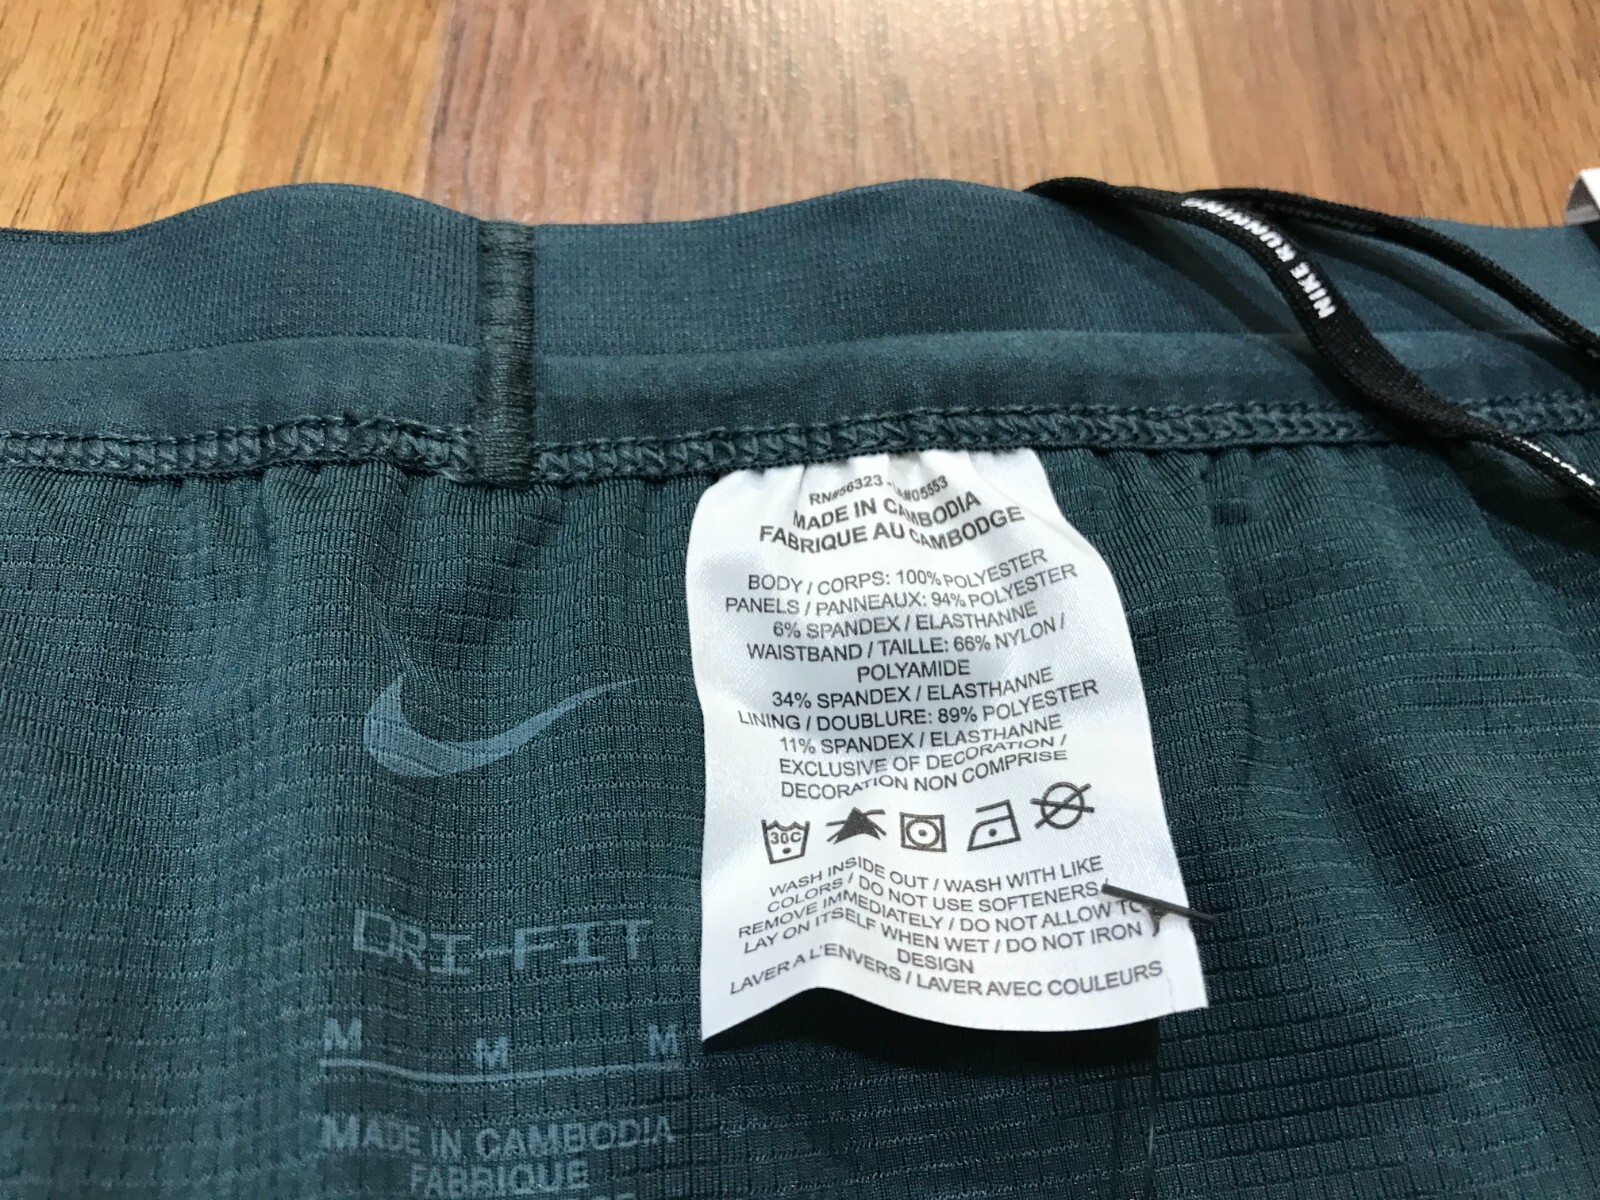 NIKE RUNNING
RN#56323 - CA#05553
MADE IN CAMBODIA
FABRIQUE AU CAMBODGE
BODY / CORPS: 100% POLYESTER
PANELS / PANNEAUX: 94% POLYESTER
6% SPANDEX / ELASTHANNE
WAISTBAND / TAILLE: 66% NYLON /
POLYAMIDE
34% SPANDEX / ELASTHANNE
LINING / DOUBLURE: 89% POLYESTER
11% SPANDEX / ELASTHANNE
EXCLUSIVE OF DECORATION /
DECORATION NON COMPRISE
30C
WASH INSIDE OUT / WASH WITH LIKE
COLORS / DO NOT USE SOFTENERS /
REMOVE IMMEDIATELY / DO NOT ALLOW TO
LAY ON ITSELF WHEN WET / DO NOT IRON
DESIGN
LAVER A L'ENVERS / LAVER AVEC COULEURS
DRI-FIT
M M M
MADE IN CAMBODIA
FABRIQUE